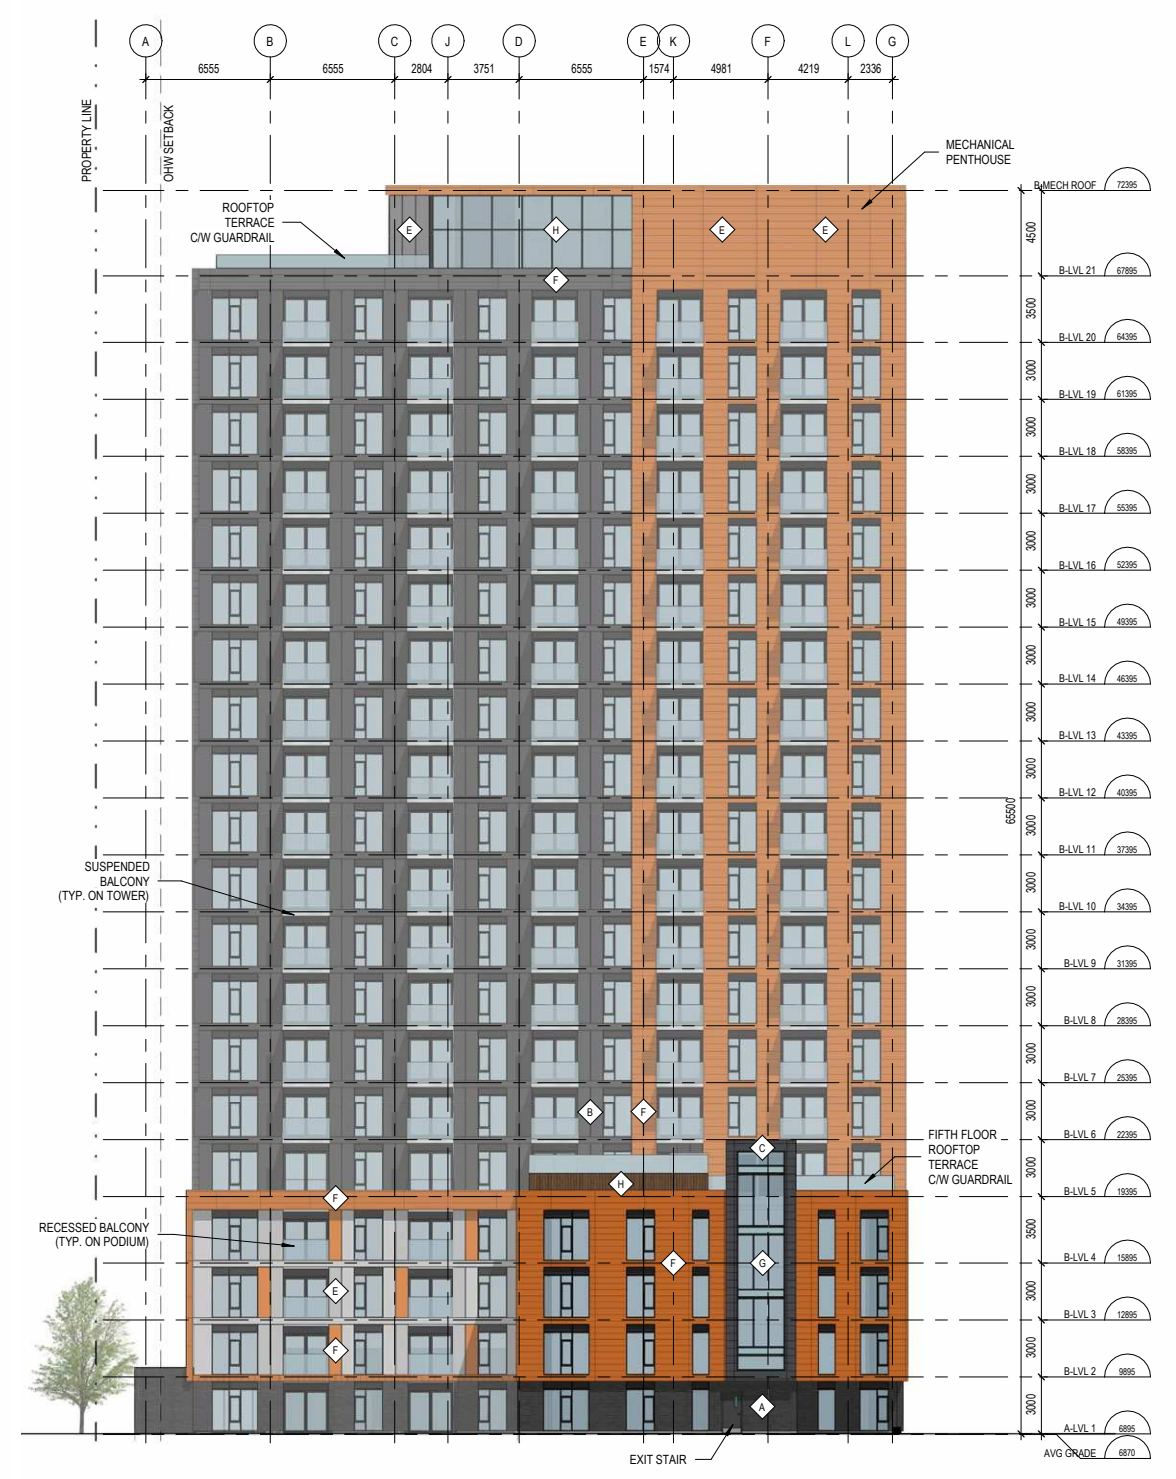 A B C J D E K F L G
6555 6555 2804 3751 6555 1574 4981 4219 2336
PROPERTY LINE
OHW SETBACK
MECHANICAL
PENTHOUSE
B-MECH ROOF 72395
ROOFTOP
TERRACE
C/W GUARDRAIL
E H E E
4500
B-LVL 21 67895
F
3500
B-LVL 20 64395
3000
B-LVL 19 61395
3000
B-LVL 18 58395
3000
B-LVL 17 55395
3000
B-LVL 16 52395
3000
B-LVL 15 49395
3000
B-LVL 14 46395
3000
B-LVL 13 43395
3000
B-LVL 12 40395
65500
3000
B-LVL 11 37395
SUSPENDED
BALCONY
(TYP. ON TOWER)
3000
B-LVL 10 34395
3000
B-LVL 9 31395
3000
B-LVL 8 28395
3000
B-LVL 7 25395
B F
3000
B-LVL 6 22395
C
FIFTH FLOOR
ROOFTOP
TERRACE
C/W GUARDRAIL
3000
H
B-LVL 5 19395
F
RECESSED BALCONY
(TYP. ON PODIUM)
3500
B-LVL 4 15895
F G
E
3000
B-LVL 3 12895
F
3000
B-LVL 2 9895
A
3000
A-LVL 1 6895
AVG GRADE 6870
EXIT STAIR